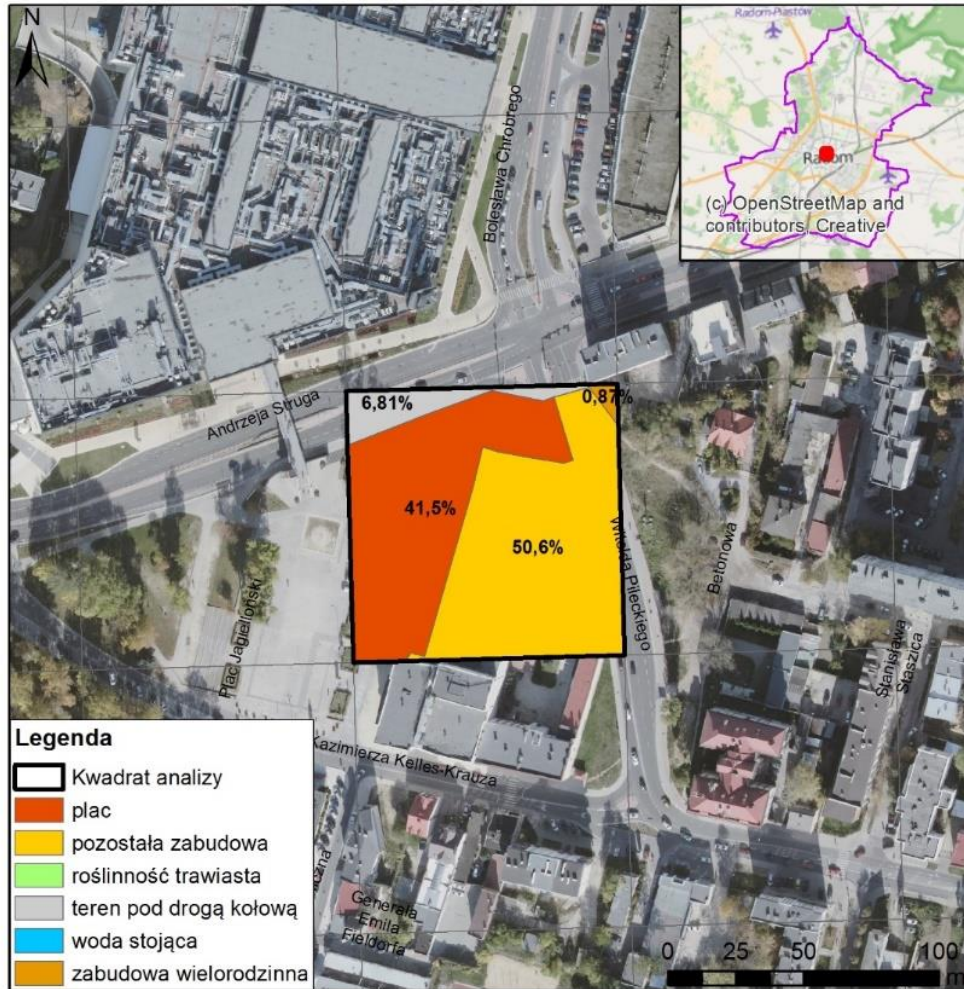 N
Radom-Piastów
Radom
(c) OpenStreetMap and
contributors, Creative
Bolesława Chrobrego
Andrzeja Struga
6,81%
0,87%
41,5%
50,6%
Witolda Pileckiego
Betonowa
Plac Jagielloński
Stanisława
Staszica
Kazimierza Kelles-Krauza
Generała
Emila
Fieldorfa
Legenda
Kwadrat analizy
plac
pozostała zabudowa
roślinność trawiasta
teren pod drogą kołową
woda stojąca
zabudowa wielorodzinna
0 25 50 100
m